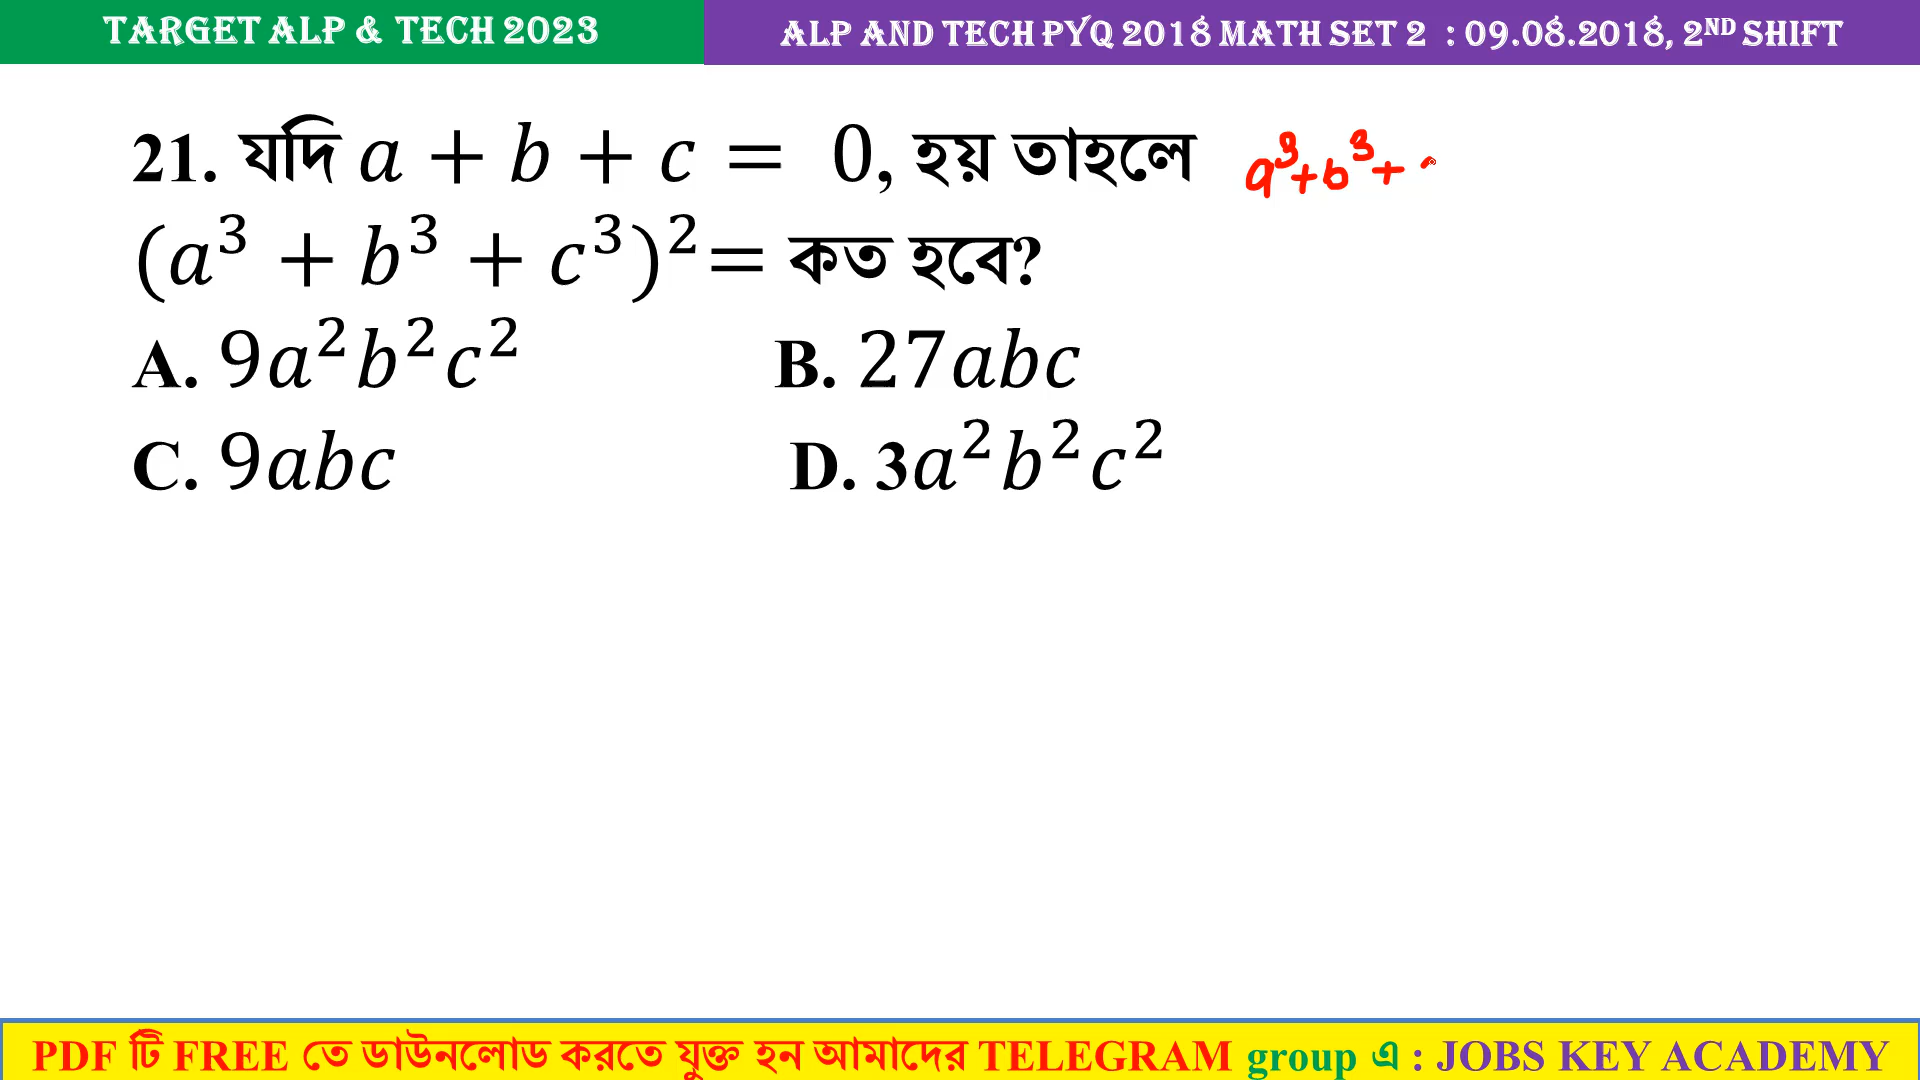 TARGET ALP & TECH 2023
ALP AND TECH PYQ 2018 MATH SET 2 : 09.08.2018, 2ND SHIFT
21. যদি a + b + c = 0, হয় তাহলে
a³+b³+
(a³ + b³ + c³)²= কত হবে?
A. 9a²b²c² B. 27abc
C. 9abc D. 3a²b²c²
PDF টি FREE তে ডাউনলোড করতে যুক্ত হন আমাদের TELEGRAM group এ : JOBS KEY ACADEMY